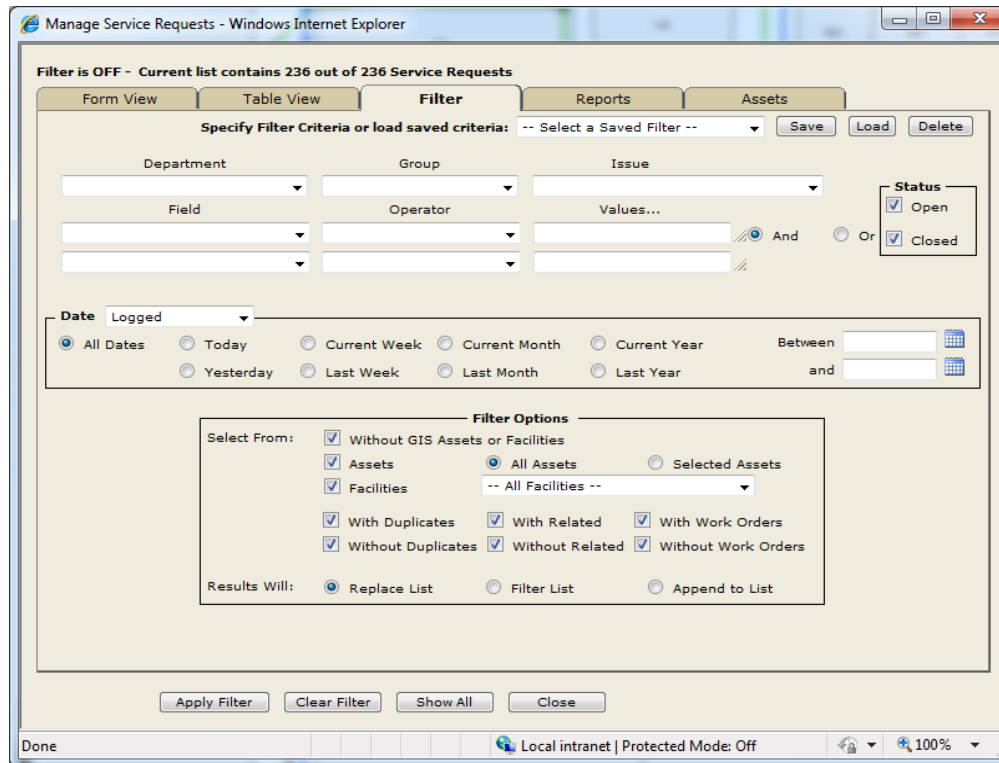 Manage Service Requests - Windows Internet Explorer
Filter is OFF - Current list contains 236 out of 236 Service Requests
Form View Table View Filter Reports Assets
Specify Filter Criteria or load saved criteria: -- Select a Saved Filter -- Save Load Delete
Department Group Issue
Status
Open
Field Operator Values...
And Or Closed
Date Logged
All Dates Today Current Week Current Month Current Year Between
Yesterday Last Week Last Month Last Year and
Filter Options
Select From: Without GIS Assets or Facilities
Assets All Assets Selected Assets
Facilities -- All Facilities --
With Duplicates With Related With Work Orders
Without Duplicates Without Related Without Work Orders
Results Will: Replace List Filter List Append to List
Apply Filter Clear Filter Show All Close
Done Local intranet | Protected Mode: Off 100%